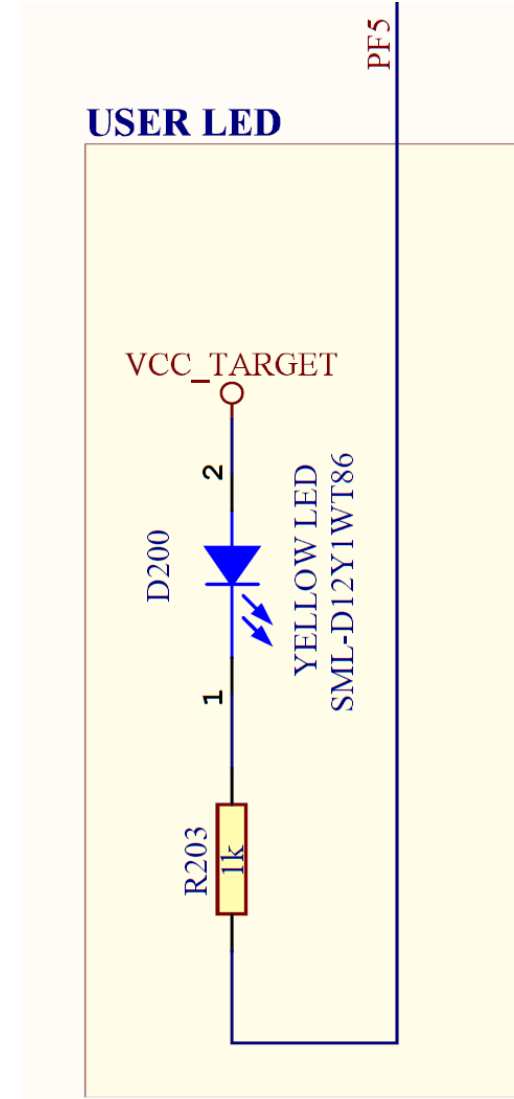 PF5
USER LED
VCC_TARGET
2
D200
YELLOW LED
SML-D12Y1WT86
1
R203
1k